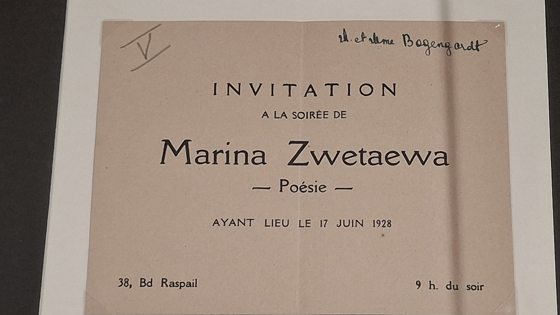 V
M. et Mme Bogengardt
INVITATION
A LA SOIRÉE DE
Marina Zwetaewa
— Poésie —
AYANT LIEU LE 17 JUIN 1928
38, Bd Raspail
9 h. du soir